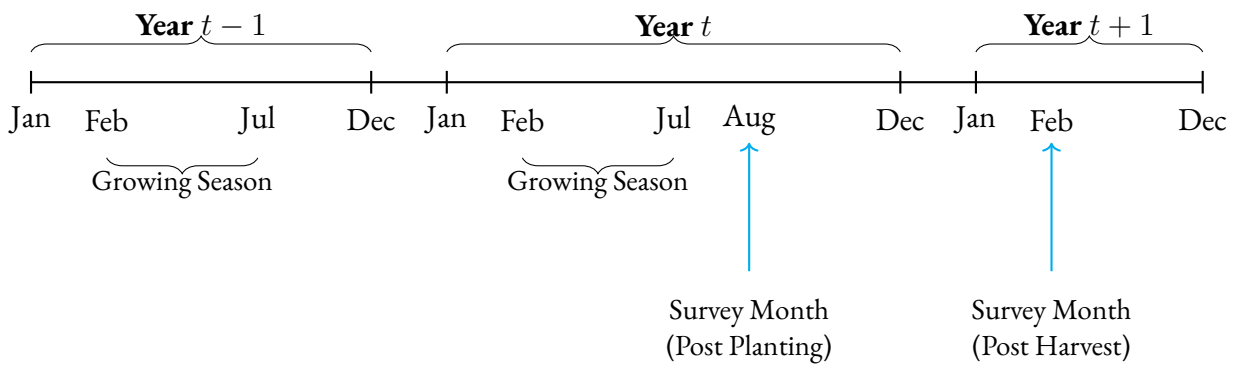 Year t − 1 Year t Year t + 1
Jan Feb Jul Dec Jan Feb Jul Aug Dec Jan Feb Dec
Growing Season Growing Season
Survey Month Survey Month
(Post Planting) (Post Harvest)